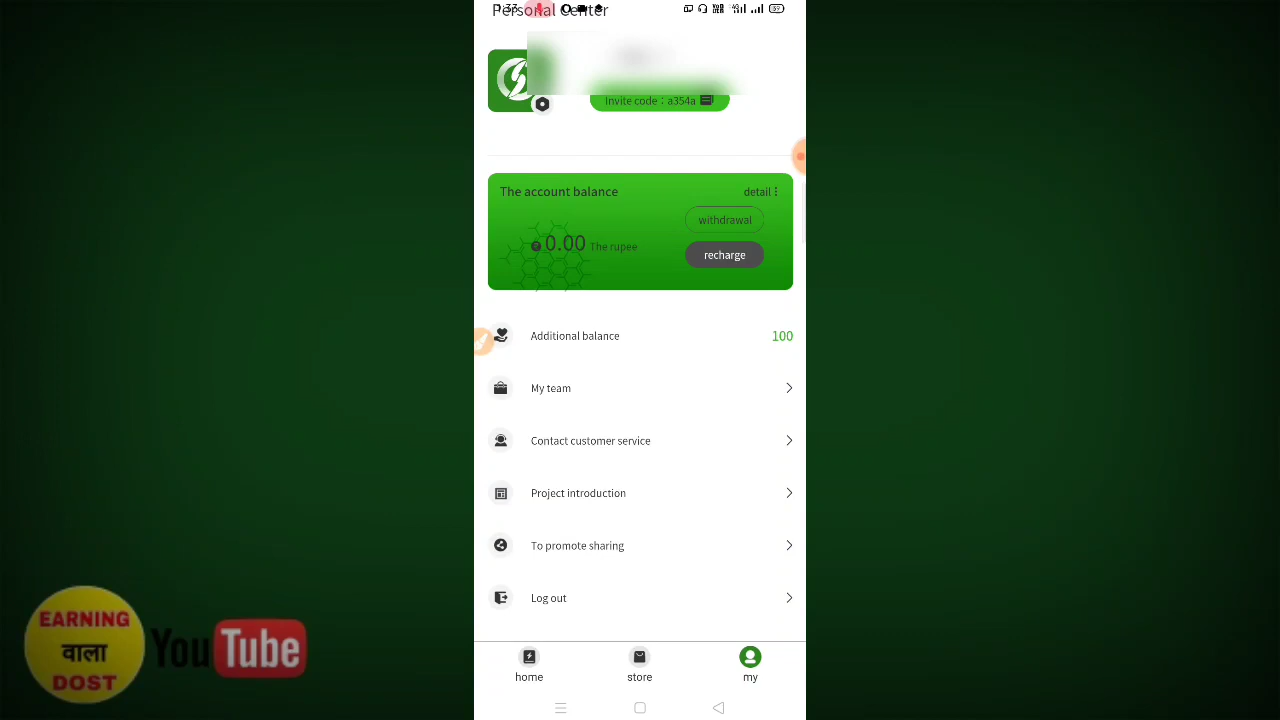 Personal Center
Invite code : a354a
The account balance
detail
withdrawal
0.00 The rupee
recharge
Additional balance
100
My team
Contact customer service
Project introduction
To promote sharing
Log out
home
store
my
EARNING
वाला
DOST
YouTube